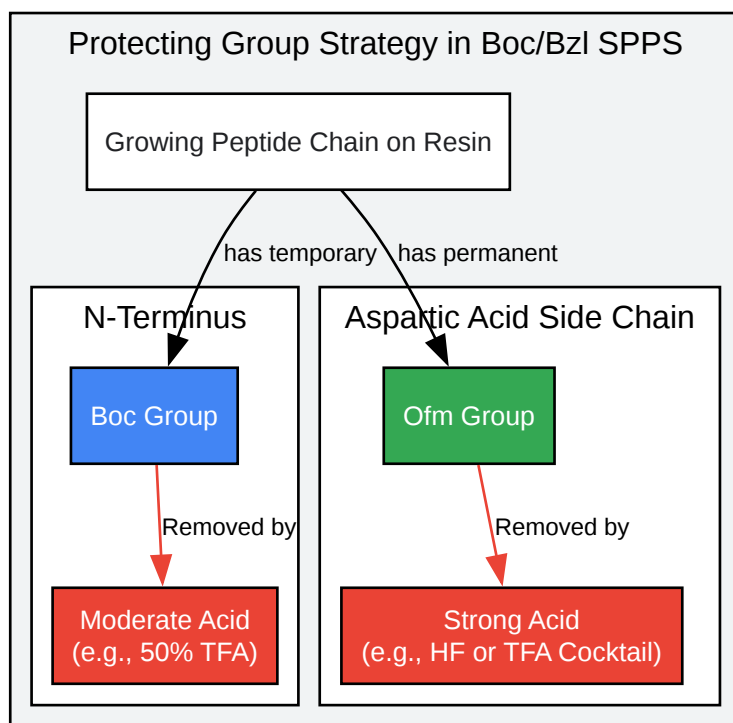 Protecting Group Strategy in Boc/Bzl SPPS
Growing Peptide Chain on Resin
has temporary
has permanent
N-Terminus
Aspartic Acid Side Chain
Boc Group
Ofm Group
Removed by
Removed by
Moderate Acid
(e.g., 50% TFA)
Strong Acid
(e.g., HF or TFA Cocktail)